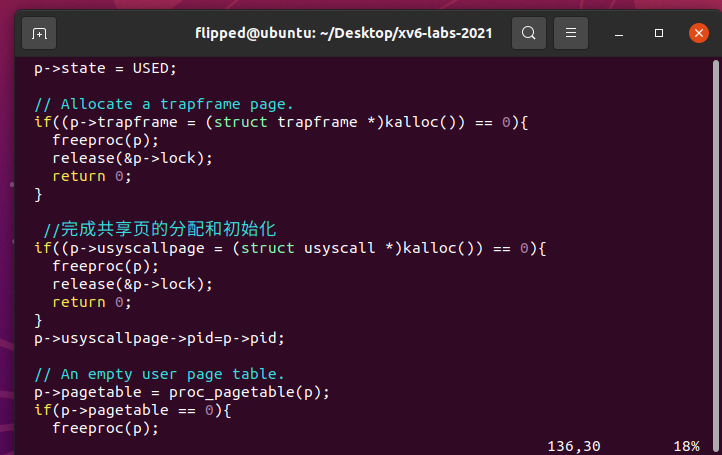 flipped@ubuntu: ~/Desktop/xv6-labs-2021
p->state = USED;
// Allocate a trapframe page.
if((p->trapframe = (struct trapframe *)kalloc()) == 0){
freeproc(p);
release(&p->lock);
return 0;
}
//完成共享页的分配和初始化
if((p->usyscallpage = (struct usyscall *)kalloc()) == 0){
freeproc(p);
release(&p->lock);
return 0;
}
p->usyscallpage->pid=p->pid;
// An empty user page table.
p->pagetable = proc_pagetable(p);
if(p->pagetable == 0){
freeproc(p);
136,30 18%